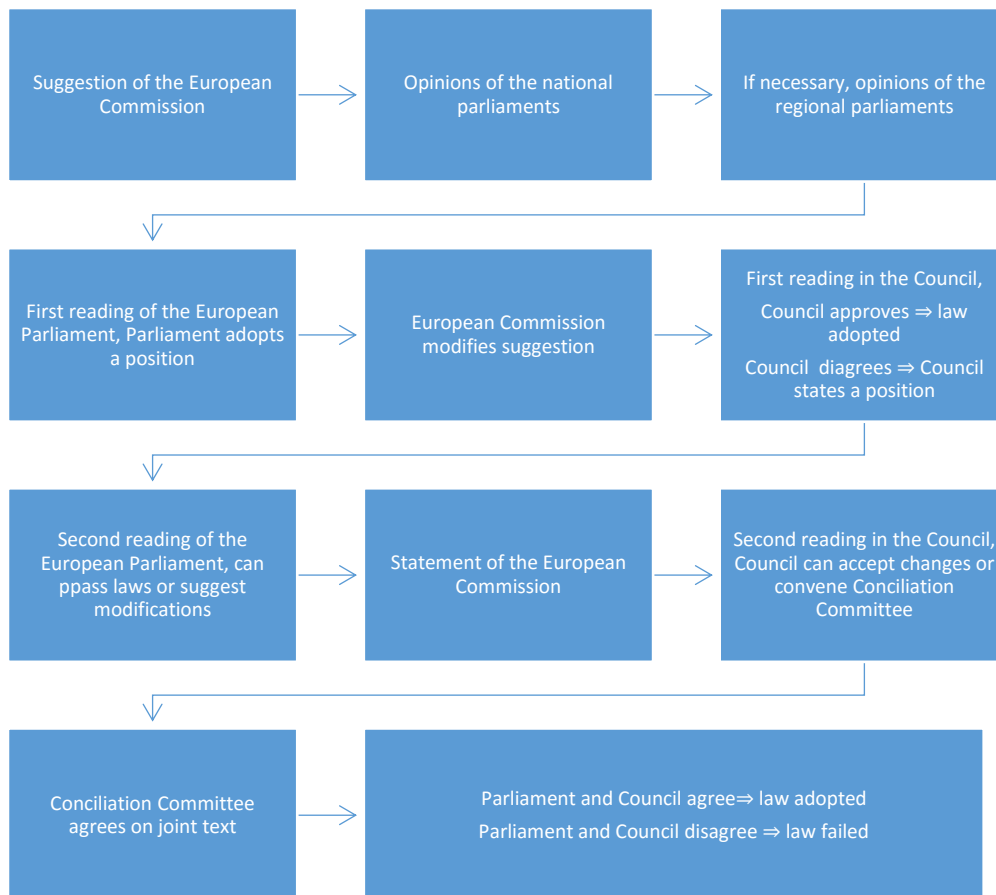 Suggestion of the European
Commission
Opinions of the national
parliaments
If necessary, opinions of the
regional parliaments
First reading of the European
Parliament, Parliament adopts
a position
European Commission
modifies suggestion
First reading in the Council,
Council approves ⇒ law
adopted
Council  diagrees ⇒ Council
states a position
Second reading of the
European Parliament, can
ppass laws or suggest
modifications
Statement of the European
Commission
Second reading in the Council,
Council can accept changes or
convene Conciliation
Committee
Conciliation Committee
agrees on joint text
Parliament and Council agree⇒ law adopted
Parliament and Council disagree ⇒ law failed